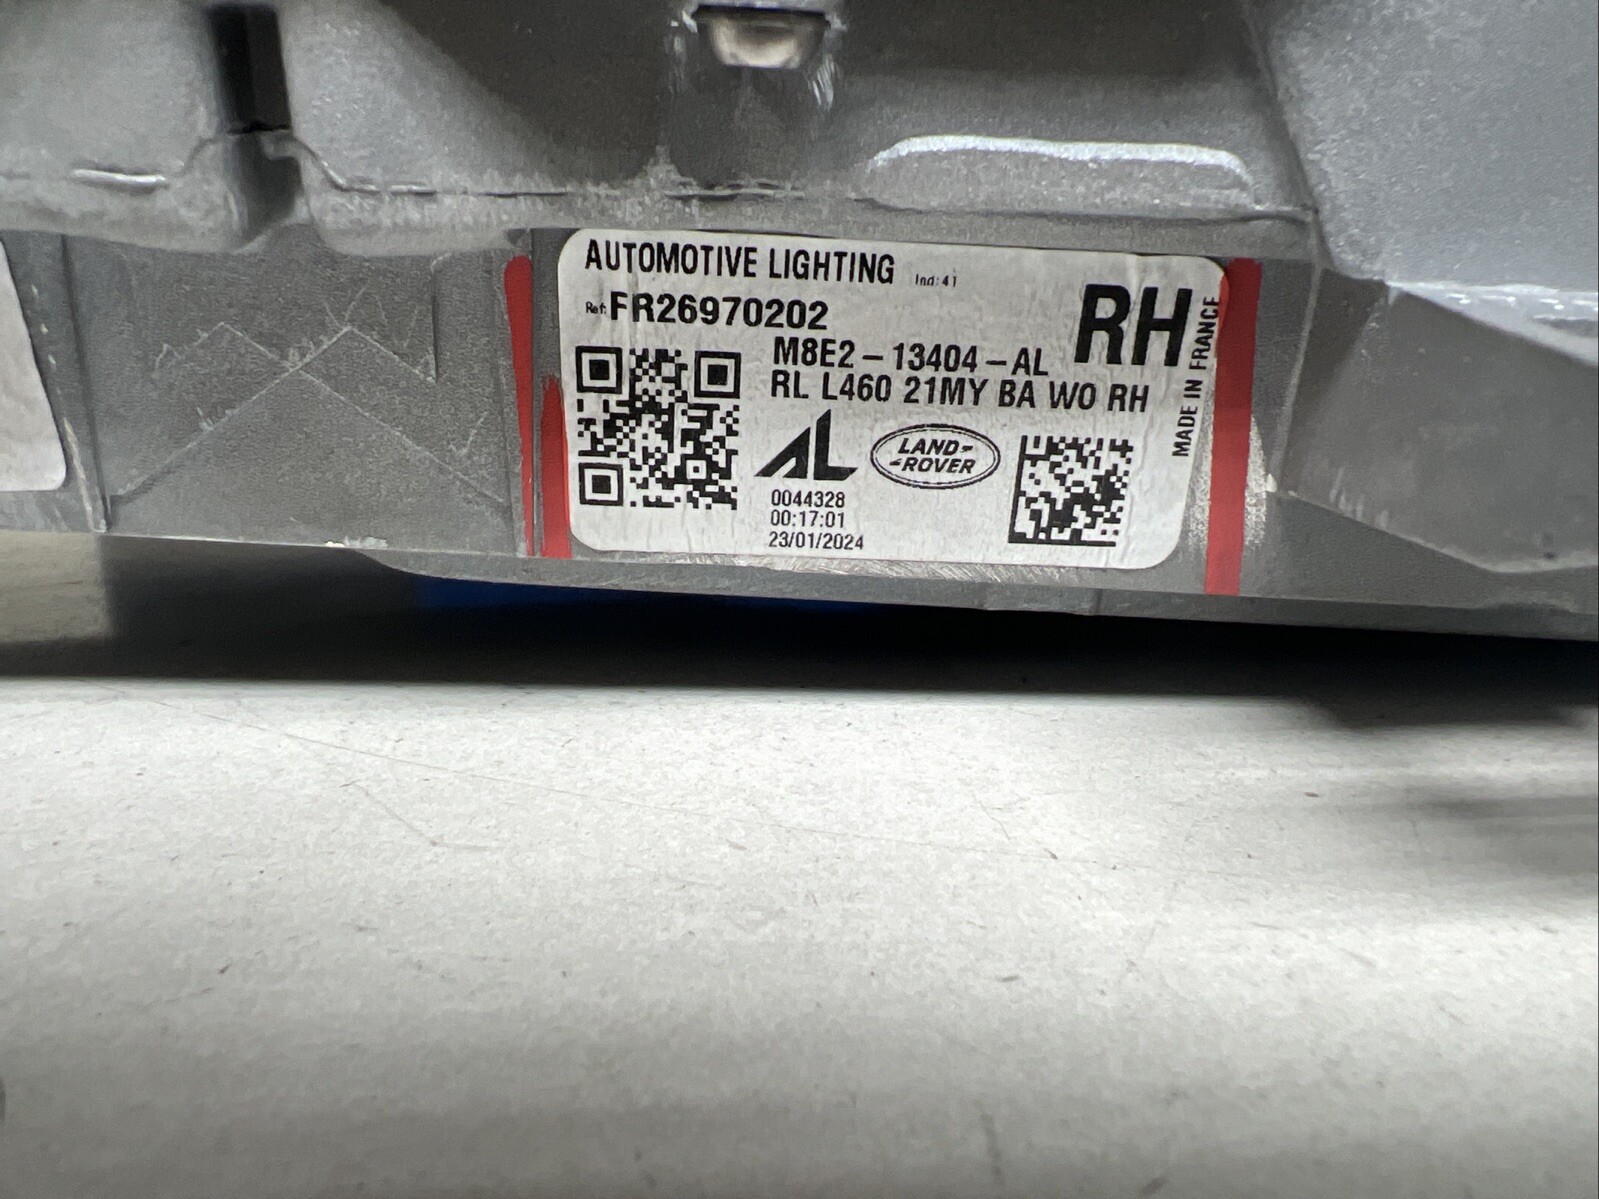 AUTOMOTIVE LIGHTING Ind:41
Ref: FR26970202
RH
MADE IN FRANCE
M8E2-13404-AL
RL L460 21MY BA WO RH
AL
LAND-
-ROVER
0044328
00:17:01
23/01/2024